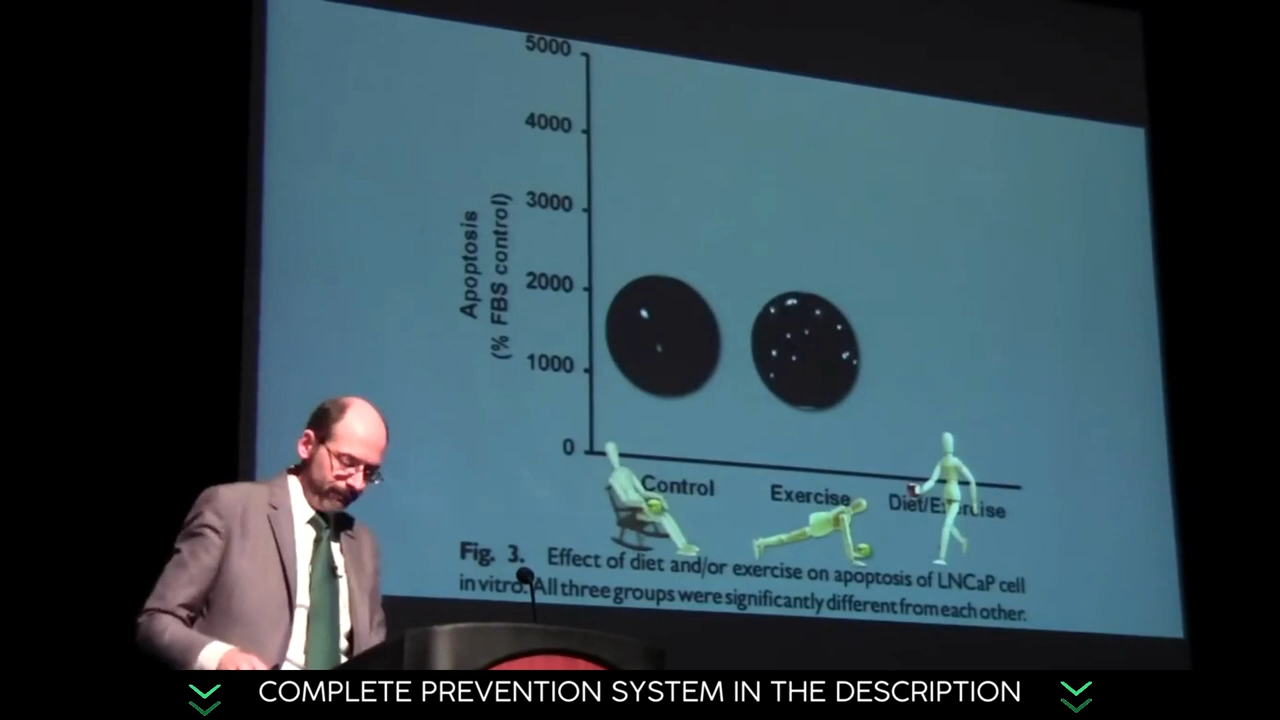 5000
4000
3000
2000
1000
0
Apoptosis
(% FBS control)
Control
Exercise
Diet/Exercise
Fig. 3. Effect of diet and/or exercise on apoptosis of LNCaP cell
in vitro. All three groups were significantly different from each other.
COMPLETE PREVENTION SYSTEM IN THE DESCRIPTION